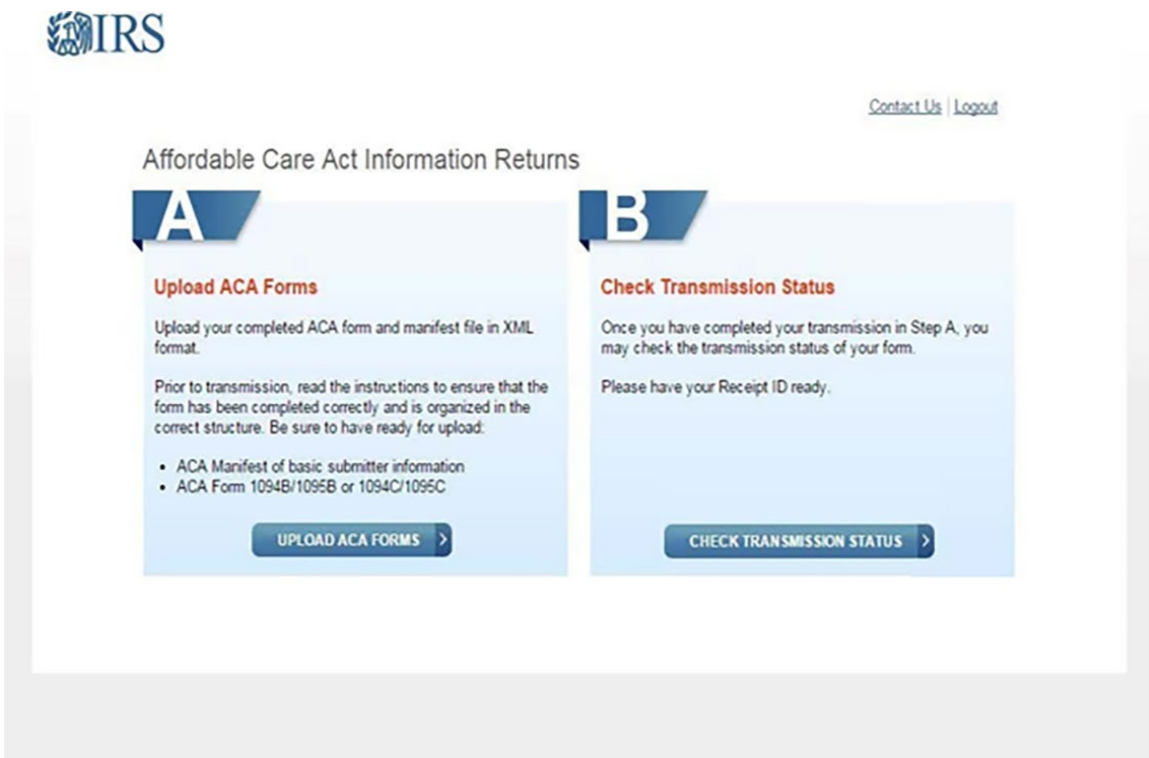 IRS
Contact Us | Logout
Affordable Care Act Information Returns
A
Upload ACA Forms
Upload your completed ACA form and manifest file in XML
format.
Prior to transmission, read the instructions to ensure that the
form has been completed correctly and is organized in the
correct structure. Be sure to have ready for upload:
• ACA Manifest of basic submitter information
• ACA Form 1094B/1095B or 1094C/1095C
UPLOAD ACA FORMS >
B
Check Transmission Status
Once you have completed your transmission in Step A, you
may check the transmission status of your form.
Please have your Receipt ID ready.
CHECK TRANSMISSION STATUS >